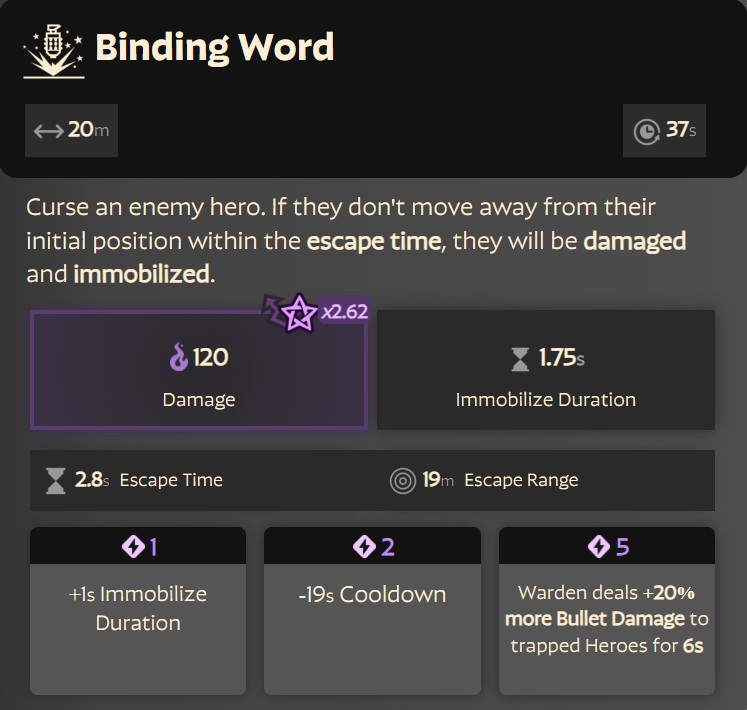 Binding Word
20m
37s
Curse an enemy hero. If they don't move away from their
initial position within the escape time, they will be damaged
and immobilized.
x2.62
120
Damage
1.75s
Immobilize Duration
2.8s Escape Time
19m Escape Range
1
+1s Immobilize
Duration
2
-19s Cooldown
5
Warden deals +20%
more Bullet Damage to
trapped Heroes for 6s